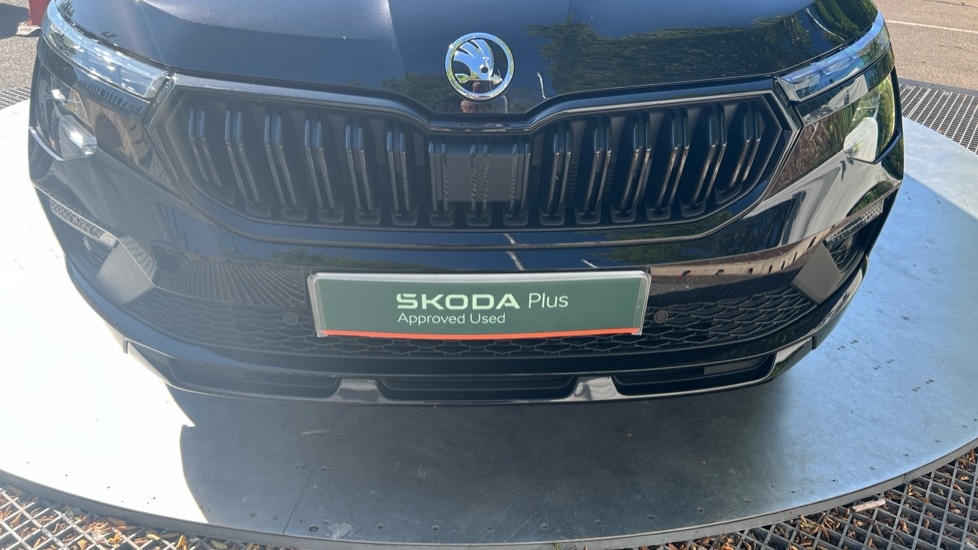 SKODA Plus
Approved Used